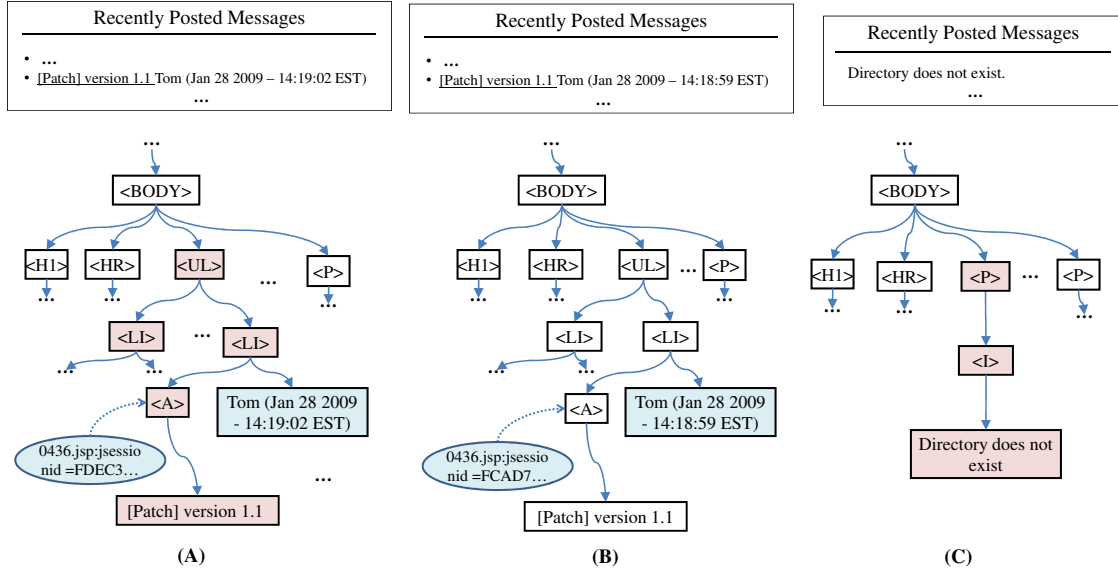 Recently Posted Messages
• ...
• [Patch] version 1.1 Tom (Jan 28 2009 – 14:19:02 EST)
...
...
<BODY>
<H1>
<HR>
<UL>
...
<P>
...
...
...
<LI>
...
<LI>
...
...
<A>
Tom (Jan 28 2009
- 14:19:02 EST)
0436.jsp:jsessio
nid =FDEC3...
...
[Patch] version 1.1
(A)
Recently Posted Messages
• ...
• [Patch] version 1.1 Tom (Jan 28 2009 – 14:18:59 EST)
...
...
<BODY>
<H1>
<HR>
<UL>
...
<P>
...
...
...
<LI>
<LI>
...
...
<A>
Tom (Jan 28 2009
- 14:18:59 EST)
0436.jsp:jsessio
nid =FCAD7...
[Patch] version 1.1
(B)
Recently Posted Messages
Directory does not exist.
...
...
<BODY>
<H1>
<HR>
<P>
...
<P>
...
...
...
<I>
Directory does not
exist
(C)